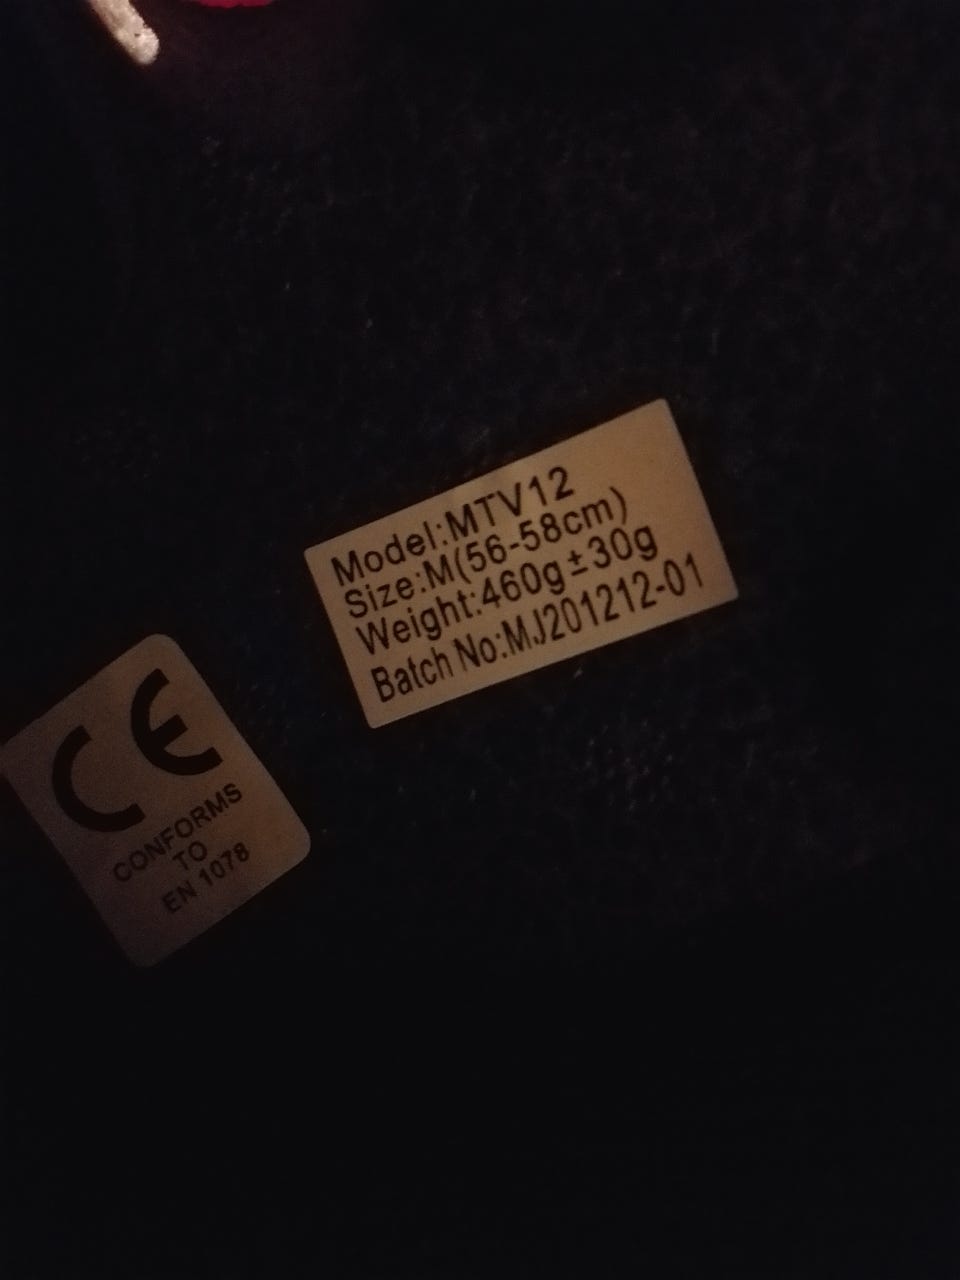 Model:MTV12
Size:M(56-58cm)
Weight:460g±30g
Batch No:MJ201212-01
CE
CONFORMS
TO
EN 1078